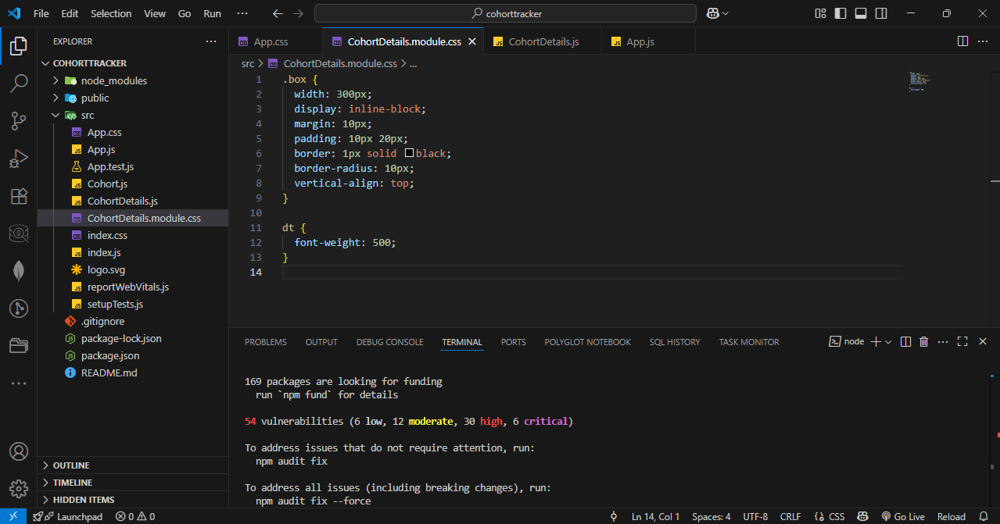 File Edit Selection View Go Run ··· cohorttracker
EXPLORER ···
COHORTTRACKER
node_modules
public
src
App.css
App.js
App.test.js
Cohort.js
CohortDetails.js
CohortDetails.module.css
index.css
index.js
logo.svg
reportWebVitals.js
setupTests.js
.gitignore
package-lock.json
package.json
README.md
OUTLINE
TIMELINE
HIDDEN ITEMS
App.css CohortDetails.module.css CohortDetails.js App.js
src > CohortDetails.module.css > ...
1 .box {
2 width: 300px;
3 display: inline-block;
4 margin: 10px;
5 padding: 10px 20px;
6 border: 1px solid black;
7 border-radius: 10px;
8 vertical-align: top;
9 }
10
11 dt {
12 font-weight: 500;
13 }
14
PROBLEMS OUTPUT DEBUG CONSOLE TERMINAL PORTS POLYGLOT NOTEBOOK SQL HISTORY TASK MONITOR node
169 packages are looking for funding
run `npm fund` for details
54 vulnerabilities (6 low, 12 moderate, 30 high, 6 critical)
To address issues that do not require attention, run:
npm audit fix
To address all issues (including breaking changes), run:
npm audit fix --force
Launchpad 0 0 Ln 14, Col 1 Spaces: 4 UTF-8 CRLF {} CSS Go Live Reload